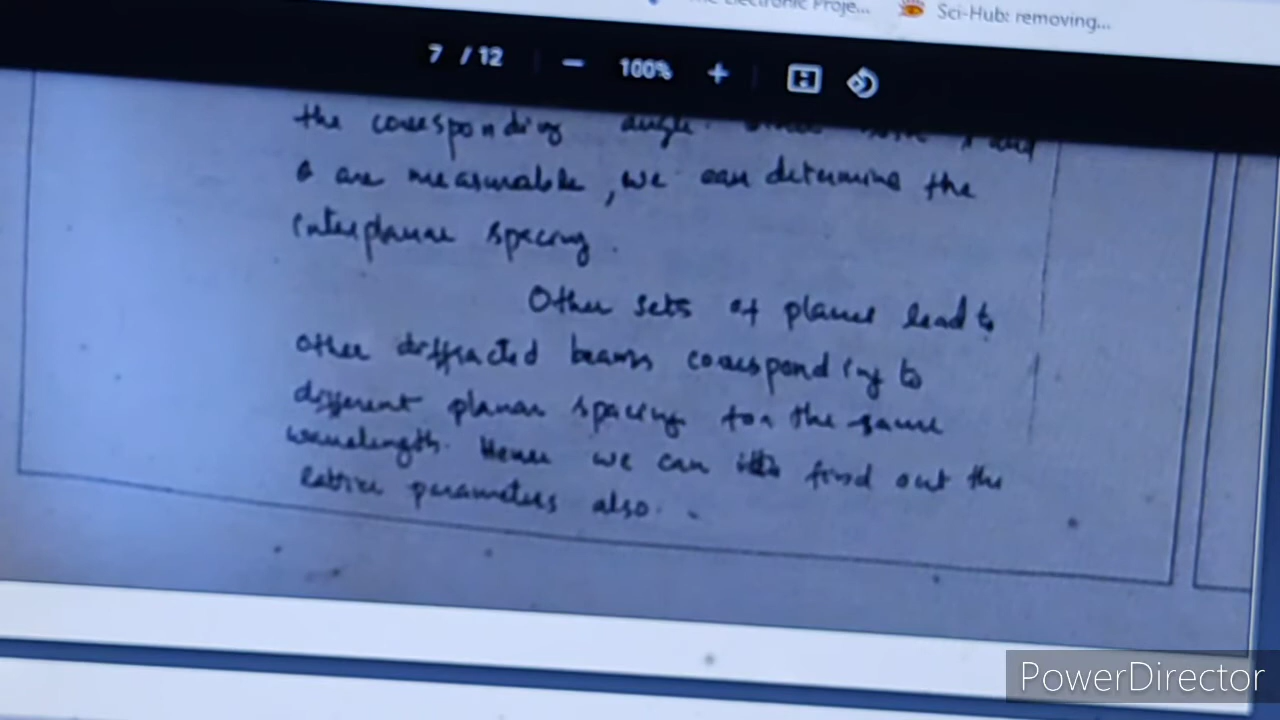 The Electronic Proje...
Sci-Hub: removing...
7 / 12
100%
the corresponding angle.
θ are measurable, we can determine the
interplanar spacing.
Other sets of planes lead to
other diffracted beams corresponding to
different planar spacing for the same
wavelength. Hence we can find out the
lattice parameters also.
PowerDirector